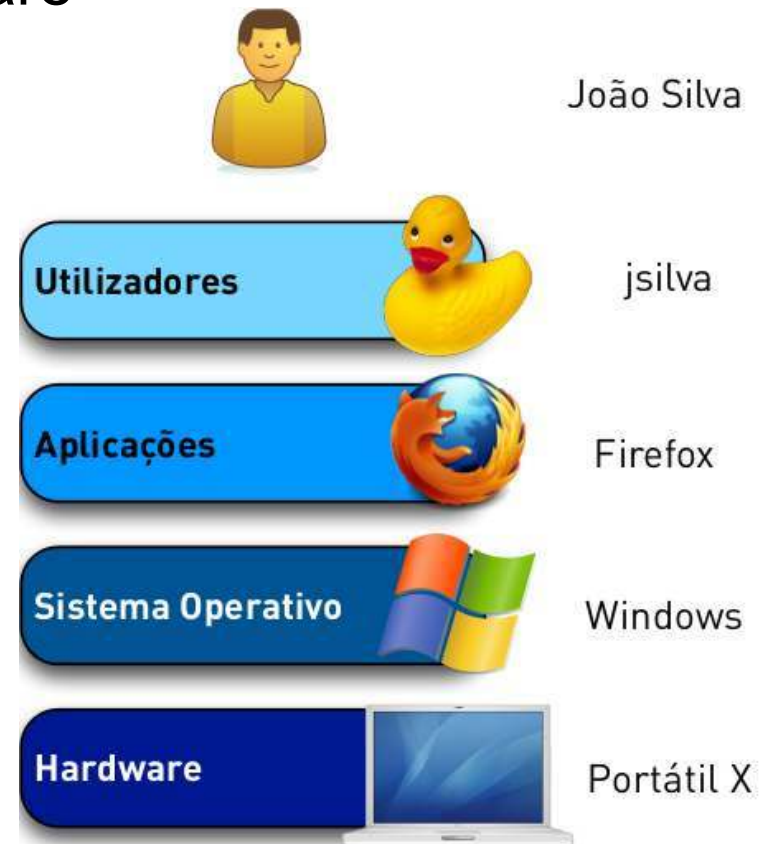 João Silva
Utilizadores
jsilva
Aplicações
Firefox
Sistema Operativo
Windows
Hardware
Portátil X